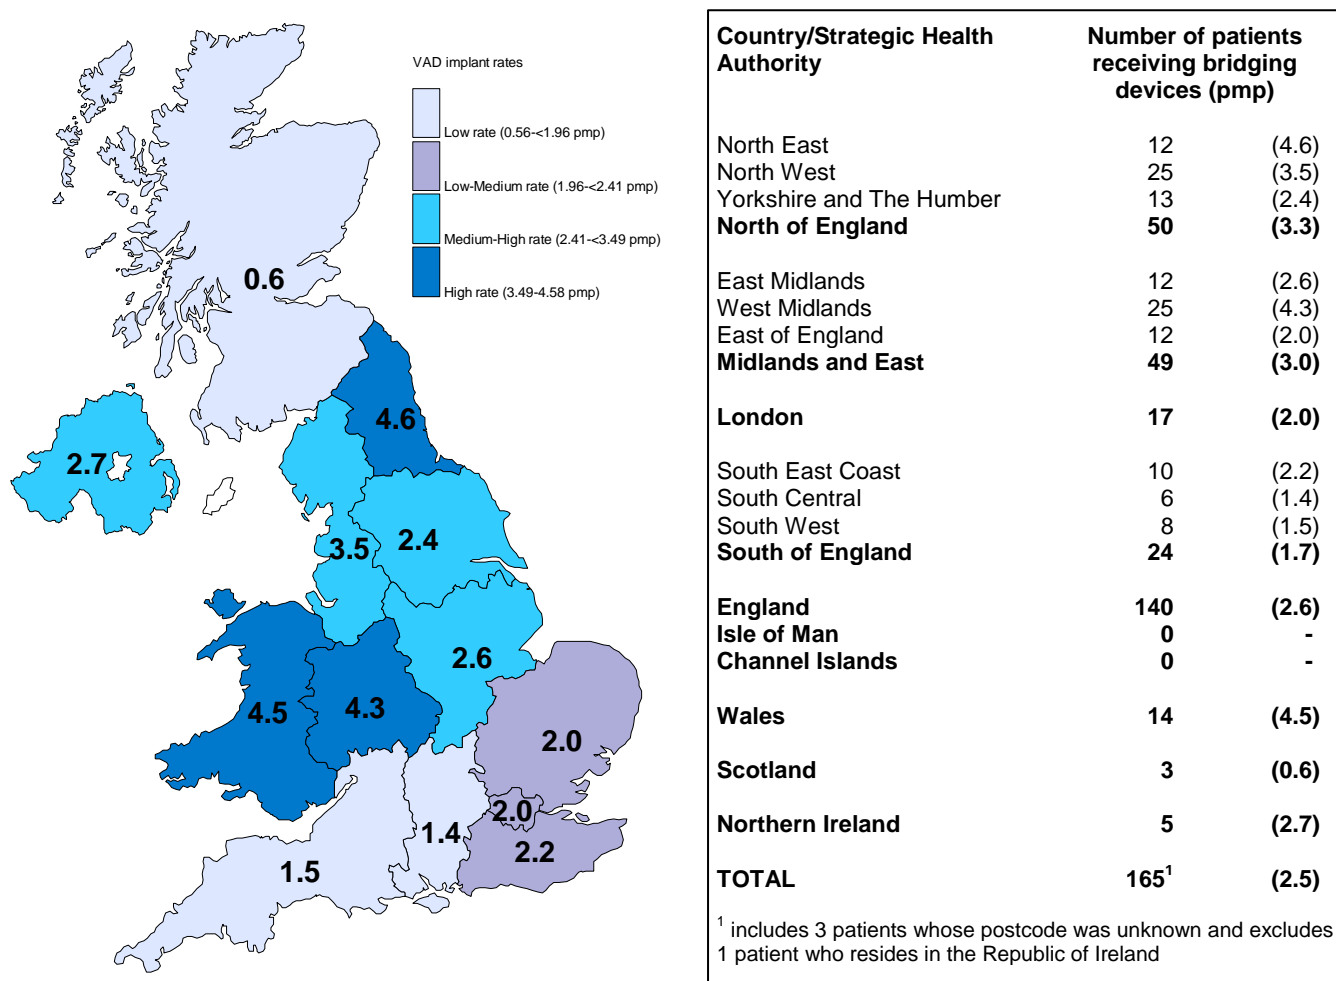 VAD implant rates
Low rate (0.56-<1.96 pmp)
Low-Medium rate (1.96-<2.41 pmp)
Medium-High rate (2.41-<3.49 pmp)
High rate (3.49-4.58 pmp)
0.6
4.6
2.7
3.5
2.4
2.6
4.5
4.3
2.0
2.0
1.4
2.2
1.5
Country/Strategic Health Number of patients
Authority receiving bridging
devices (pmp)
North East 12 (4.6)
North West 25 (3.5)
Yorkshire and The Humber 13 (2.4)
North of England 50 (3.3)
East Midlands 12 (2.6)
West Midlands 25 (4.3)
East of England 12 (2.0)
Midlands and East 49 (3.0)
London 17 (2.0)
South East Coast 10 (2.2)
South Central 6 (1.4)
South West 8 (1.5)
South of England 24 (1.7)
England 140 (2.6)
Isle of Man 0 -
Channel Islands 0 -
Wales 14 (4.5)
Scotland 3 (0.6)
Northern Ireland 5 (2.7)
TOTAL 165¹ (2.5)
¹ includes 3 patients whose postcode was unknown and excludes
1 patient who resides in the Republic of Ireland